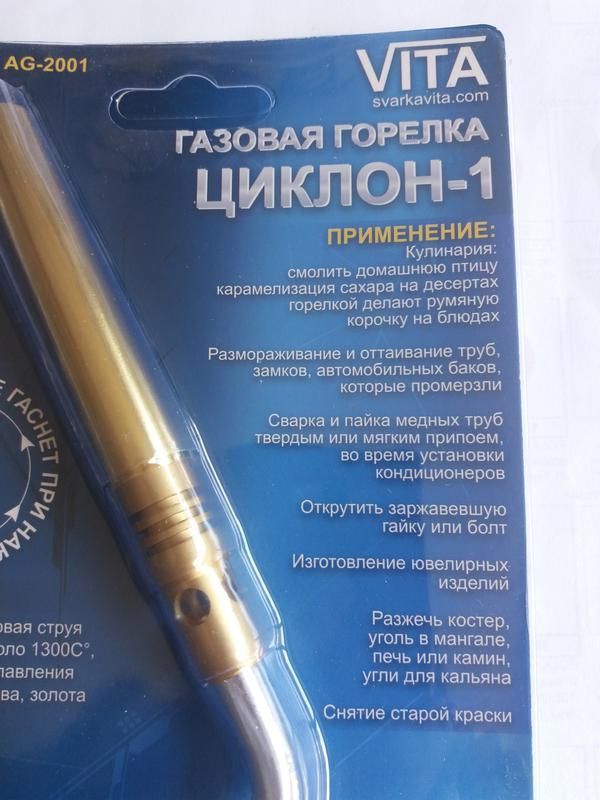 AG-2001
VITA
svarkavita.com
ГАЗОВАЯ ГОРЕЛКА
ЦИКЛОН-1
ПРИМЕНЕНИЕ:
Кулинария:
смолить домашнюю птицу
карамелизация сахара на десертах
горелкой делают румяную
корочку на блюдах
Размораживание и оттаивание труб,
замков, автомобильных баков,
которые промерзли
Сварка и пайка медных труб
твердым или мягким припоем,
во время установки
кондиционеров
Открутить заржавевшую
гайку или болт
Изготовление ювелирных
изделий
Разжечь костер,
уголь в мангале,
печь или камин,
угли для кальяна
Снятие старой краски
ГАСНЕТ ПРИ НАК
овая струя
оло 1300С°,
лавления
ва, золота